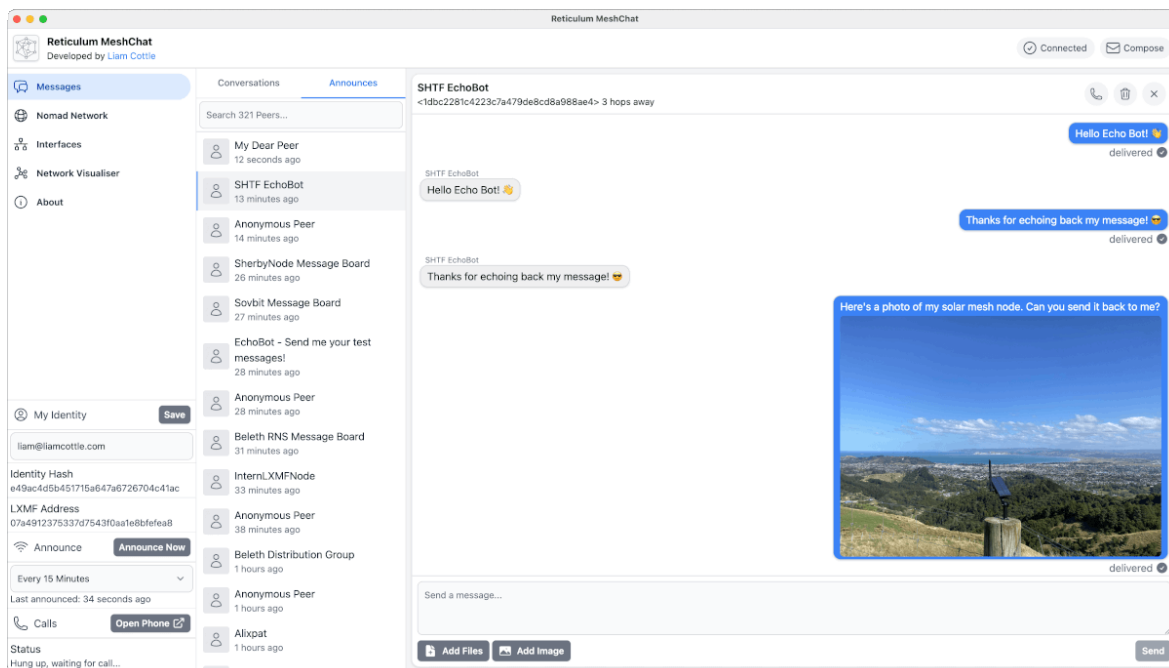 Reticulum MeshChat
Reticulum MeshChat
Developed by Liam Cottle
Connected
Compose
Messages
Nomad Network
Interfaces
Network Visualiser
About
My Identity
Save
liam@liamcottle.com
Identity Hash
e49ac4d5b451715a647a6726704c41ac
LXMF Address
07a4912375337d7543f0aa1e8bfefea8
Announce
Announce Now
Every 15 Minutes
Last announced: 34 seconds ago
Calls
Open Phone
Status
Hung up, waiting for call...
Conversations
Announces
Search 321 Peers...
My Dear Peer
12 seconds ago
SHTF EchoBot
13 minutes ago
Anonymous Peer
14 minutes ago
SherbyNode Message Board
26 minutes ago
Sovbit Message Board
27 minutes ago
EchoBot - Send me your test
messages!
28 minutes ago
Anonymous Peer
28 minutes ago
Beleth RNS Message Board
31 minutes ago
InternLXMFNode
33 minutes ago
Anonymous Peer
38 minutes ago
Beleth Distribution Group
1 hours ago
Anonymous Peer
1 hours ago
Alixpat
1 hours ago
SHTF EchoBot
<1dbc2281c4223c7a479de8cd8a988ae4> 3 hops away
Hello Echo Bot! 👋
delivered
SHTF EchoBot
Hello Echo Bot! 👋
Thanks for echoing back my message! 😎
delivered
SHTF EchoBot
Thanks for echoing back my message! 😎
Here's a photo of my solar mesh node. Can you send it back to me?
delivered
Send a message...
Add Files
Add Image
Send